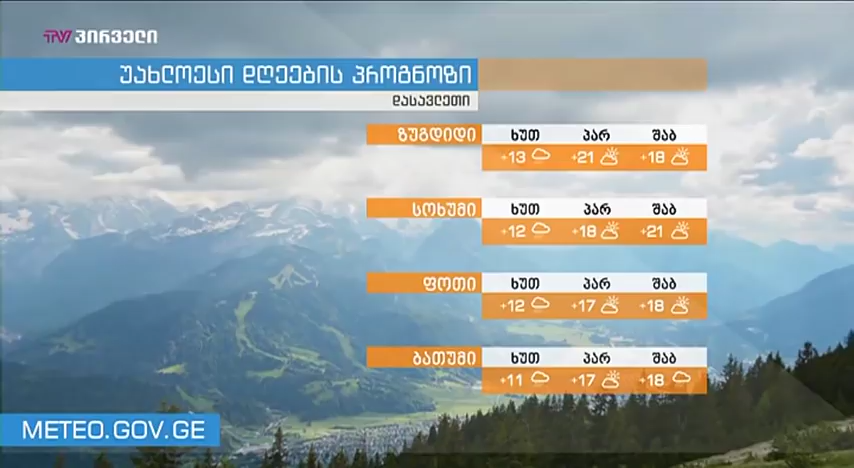 TV პირველი
უახლოესი დღეების პროგნოზი
დასავლეთი
ზუგდიდი ხუთ პარ შაბ
+13 +21 +18
სოხუმი ხუთ პარ შაბ
+12 +18 +21
ფოთი ხუთ პარ შაბ
+12 +17 +18
ბათუმი ხუთ პარ შაბ
+11 +17 +18
METEO.GOV.GE